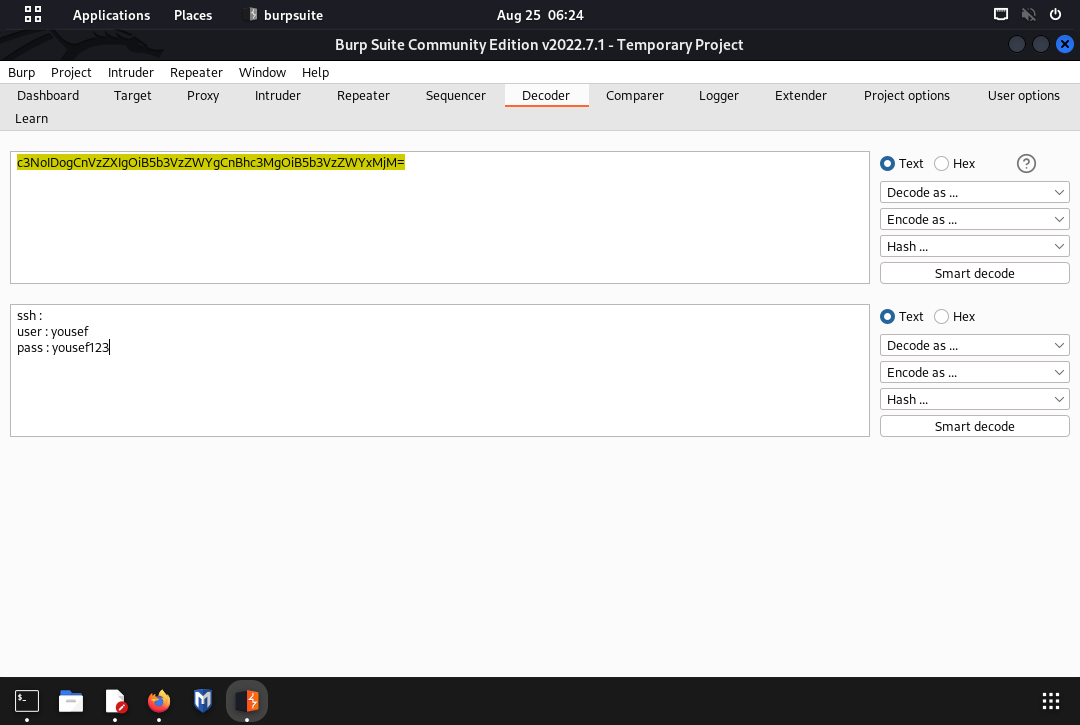 Applications Places burpsuite Aug 25 06:24
Burp Suite Community Edition v2022.7.1 - Temporary Project
Burp Project Intruder Repeater Window Help
Dashboard Target Proxy Intruder Repeater Sequencer Decoder Comparer Logger Extender Project options User options
Learn
c3NoIDogCnVzZXIgOiB5b3VzZWYgCnBhc3MgOiB5b3VzZWYxMjM=
Text Hex ?
Decode as ...
Encode as ...
Hash ...
Smart decode
ssh :
user : yousef
pass : yousef123
Text Hex
Decode as ...
Encode as ...
Hash ...
Smart decode